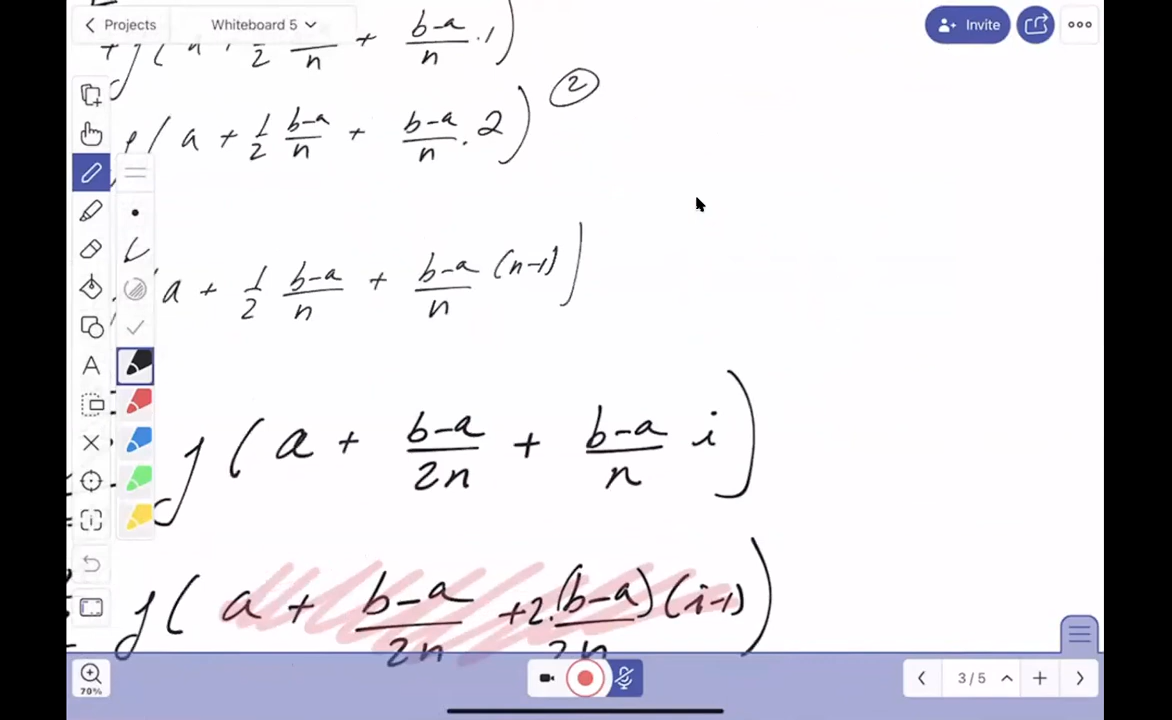 Projects Whiteboard 5 Invite
+ f( a + 1/2 b-a/n + b-a/n . 1)
f( a + 1/2 b-a/n + b-a/n . 2) ②
(a + 1/2 b-a/n + b-a/n (n-1))
f( a + b-a/2n + b-a/n i)
f( a + b-a/2n +2.(b-a)/2n (i-1))
70% 3/5